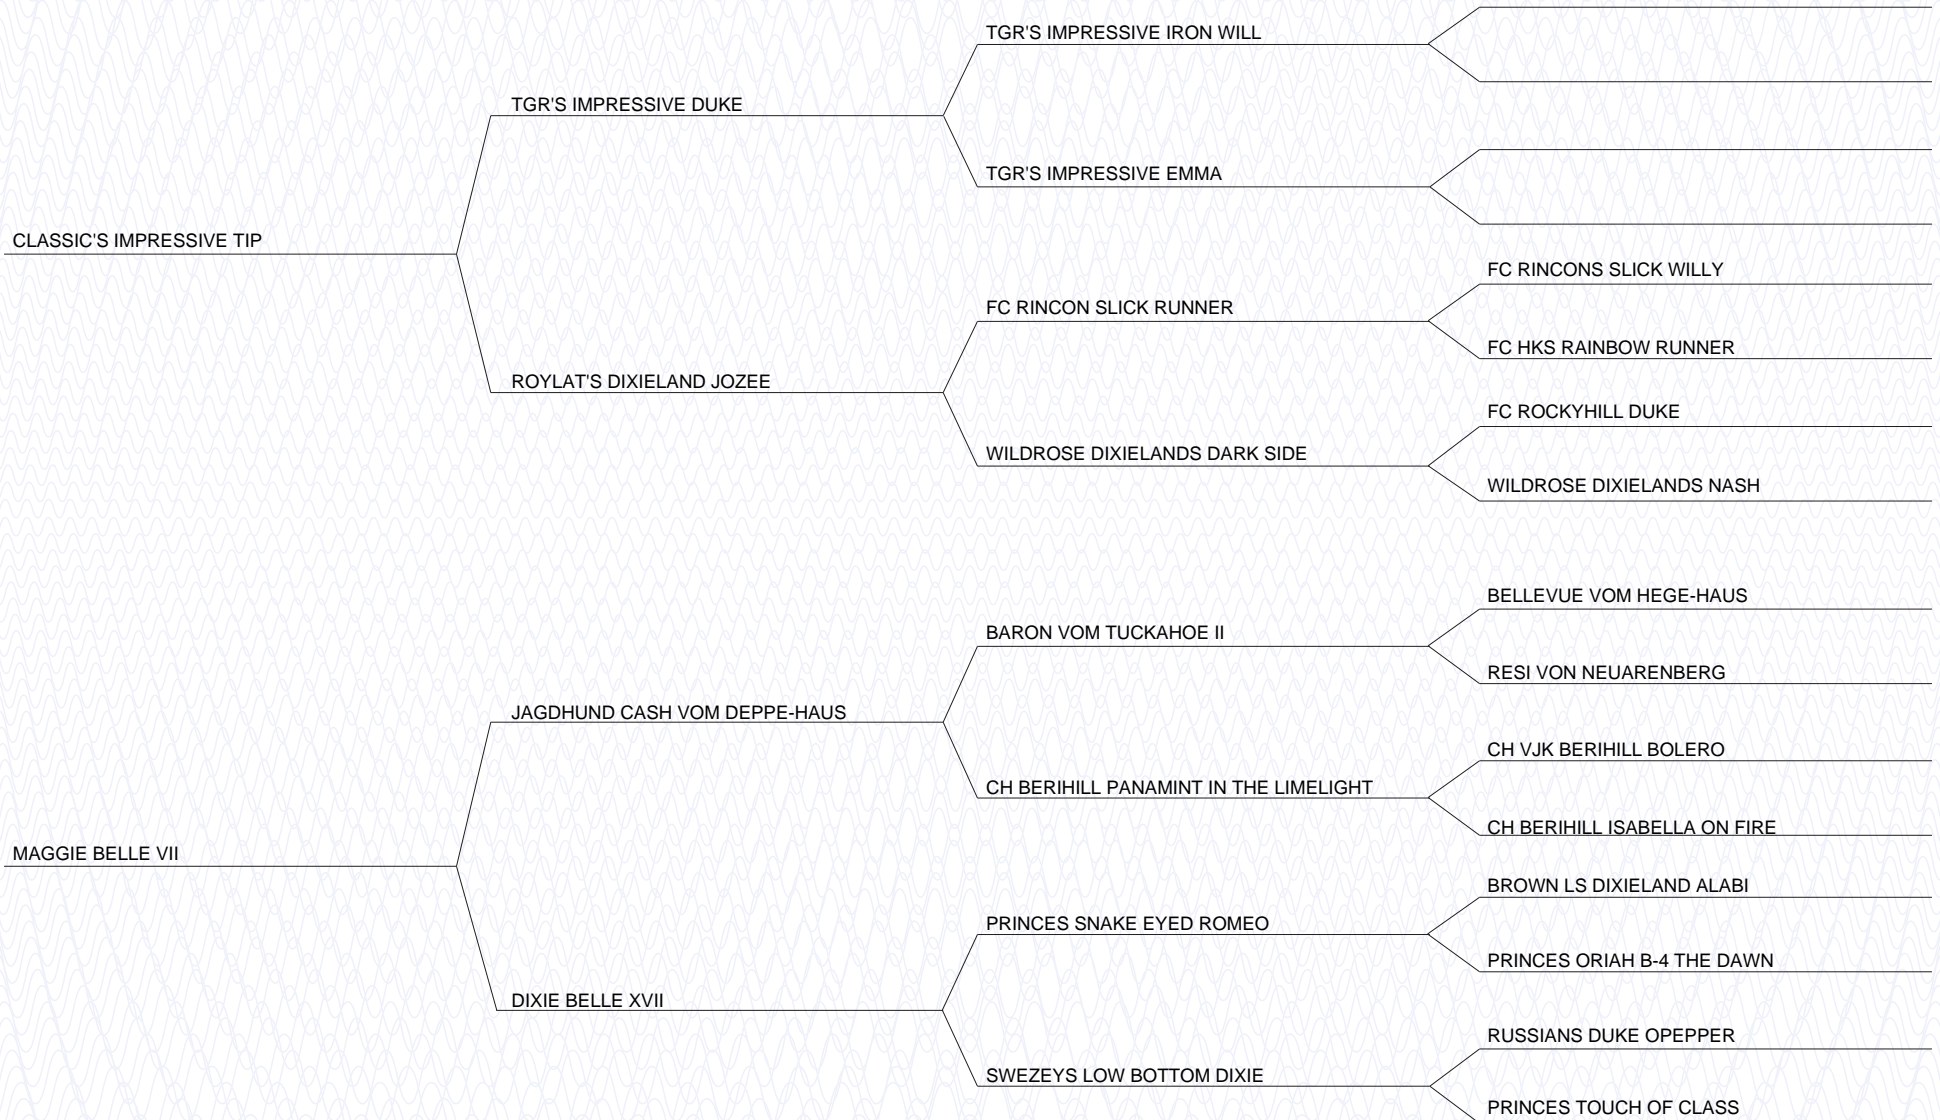 TGR'S IMPRESSIVE IRON WILL
TGR'S IMPRESSIVE DUKE
TGR'S IMPRESSIVE EMMA
CLASSIC'S IMPRESSIVE TIP
FC RINCONS SLICK WILLY
FC RINCON SLICK RUNNER
FC HKS RAINBOW RUNNER
ROYLAT'S DIXIELAND JOZEE
FC ROCKYHILL DUKE
WILDROSE DIXIELANDS DARK SIDE
WILDROSE DIXIELANDS NASH
BELLEVUE VOM HEGE-HAUS
BARON VOM TUCKAHOE II
RESI VON NEUARENBERG
JAGDHUND CASH VOM DEPPE-HAUS
CH VJK BERIHILL BOLERO
CH BERIHILL PANAMINT IN THE LIMELIGHT
CH BERIHILL ISABELLA ON FIRE
MAGGIE BELLE VII
BROWN LS DIXIELAND ALABI
PRINCES SNAKE EYED ROMEO
PRINCES ORIAH B-4 THE DAWN
DIXIE BELLE XVII
RUSSIANS DUKE OPEPPER
SWEZEYS LOW BOTTOM DIXIE
PRINCES TOUCH OF CLASS